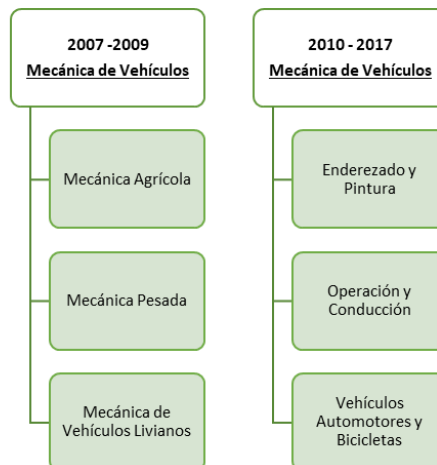 2007 -2009
Mecánica de Vehículos
Mecánica Agrícola
Mecánica Pesada
Mecánica de
Vehículos Livianos
2010 - 2017
Mecánica de Vehículos
Enderezado y
Pintura
Operación y
Conducción
Vehículos
Automotores y
Bicicletas